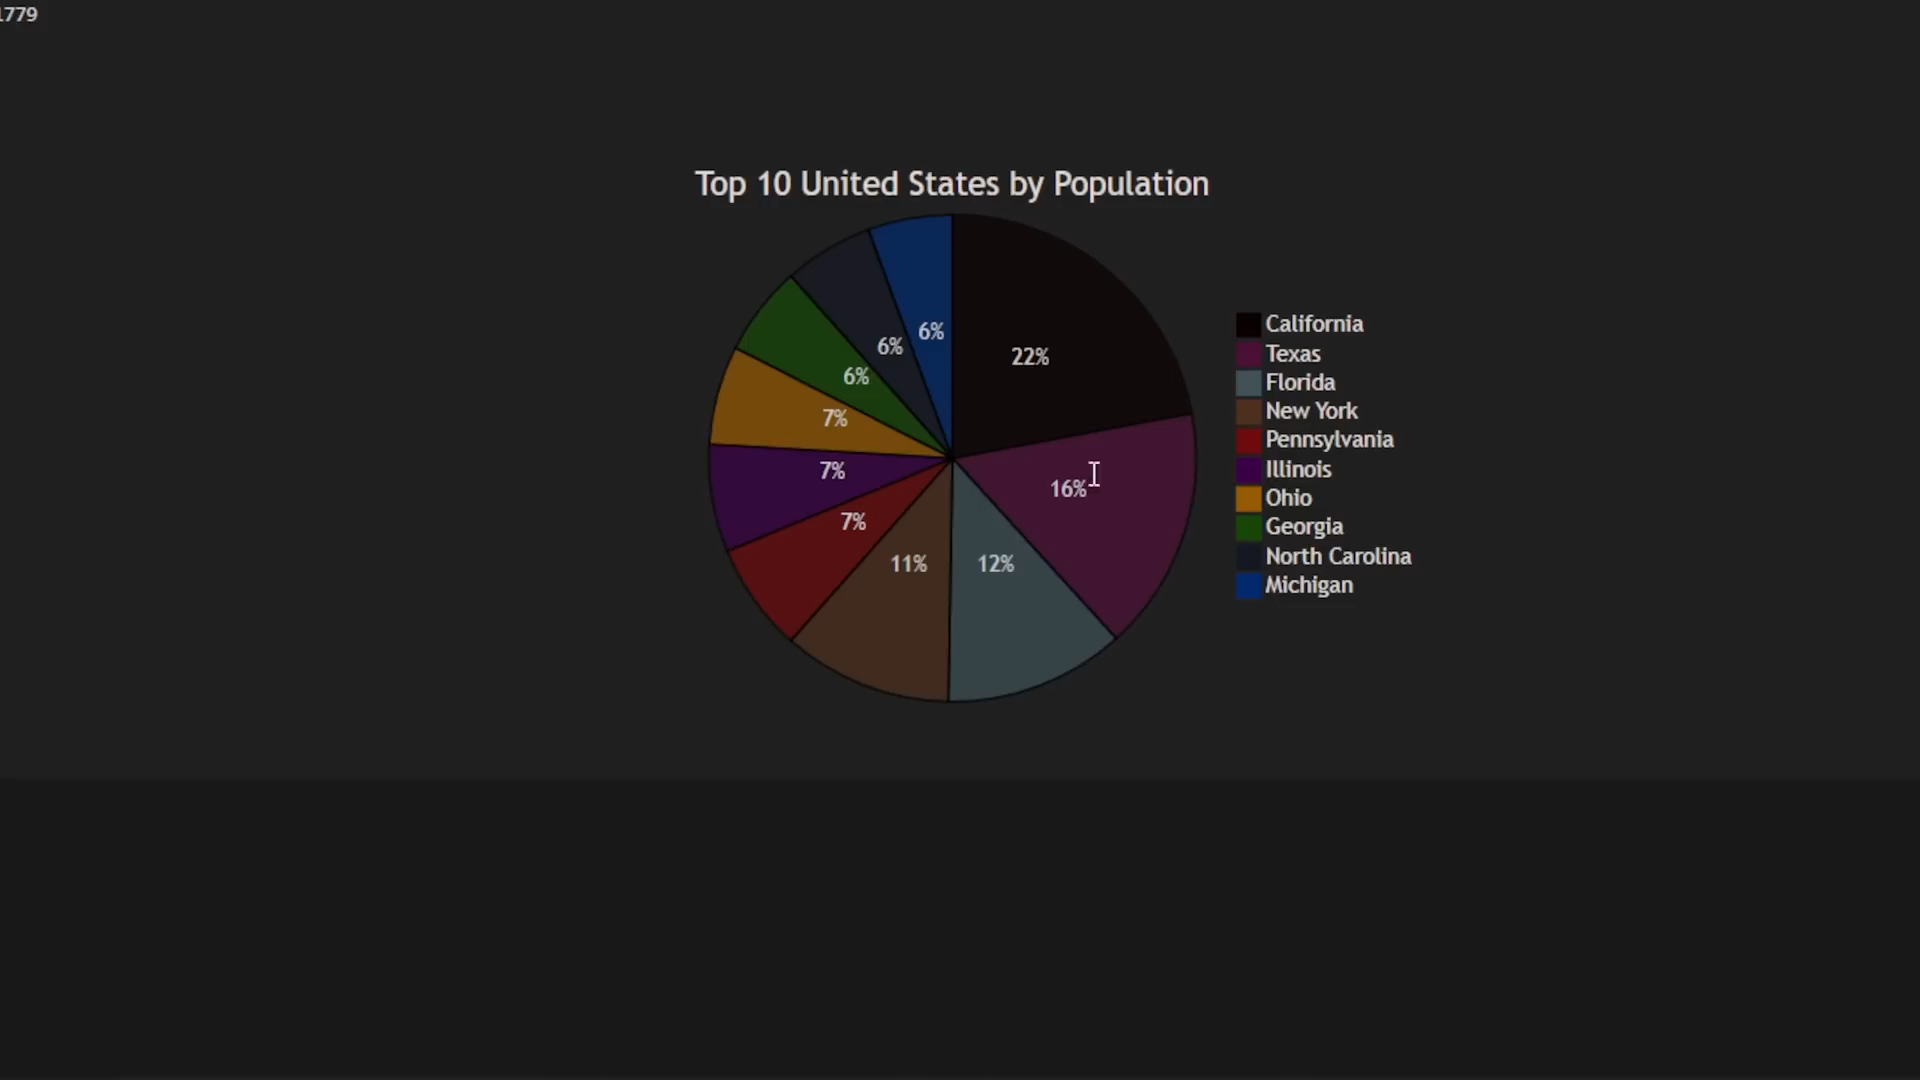 1779
Top 10 United States by Population
22%
16%
12%
11%
7%
7%
7%
6%
6%
6%
California
Texas
Florida
New York
Pennsylvania
Illinois
Ohio
Georgia
North Carolina
Michigan